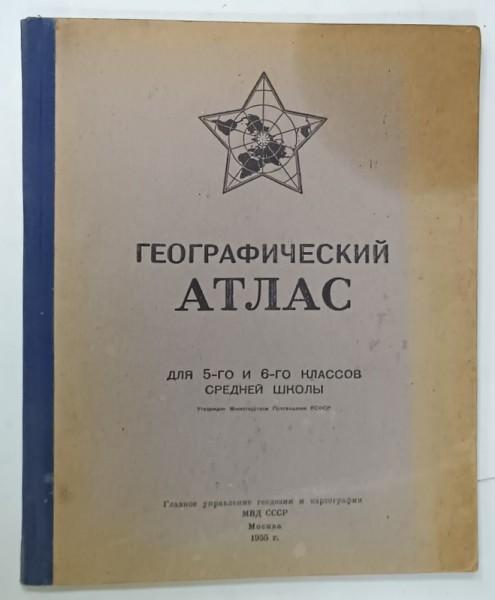 ГЕОГРАФИЧЕСКИЙ
АТЛАС
ДЛЯ 5-ГО И 6-ГО КЛАССОВ
СРЕДНЕЙ ШКОЛЫ
Утвержден Министерством Просвещения РСФСР
Главное управление геодезии и картографии
МВД СССР
Москва
1955 г.